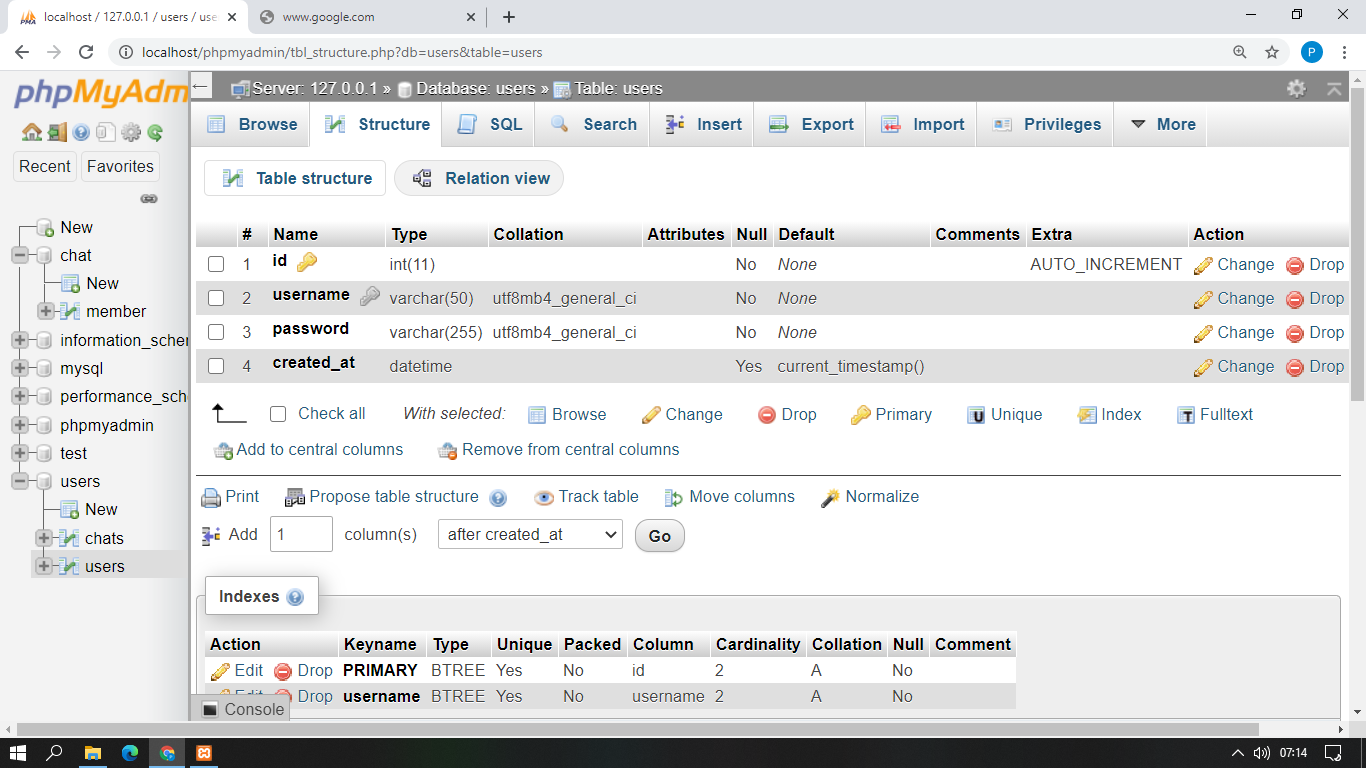 localhost / 127.0.0.1 / users / use
www.google.com
localhost/phpmyadmin/tbl_structure.php?db=users&table=users
P
phpMyAdm
Recent Favorites
New
chat
New
member
information_scher
mysql
performance_sch
phpmyadmin
test
users
New
chats
users
Server: 127.0.0.1 » Database: users » Table: users
Browse Structure SQL Search Insert Export Import Privileges More
Table structure Relation view
# Name Type Collation Attributes Null Default Comments Extra Action
1 id int(11) No None AUTO_INCREMENT Change Drop
2 username varchar(50) utf8mb4_general_ci No None Change Drop
3 password varchar(255) utf8mb4_general_ci No None Change Drop
4 created_at datetime Yes current_timestamp() Change Drop
Check all With selected: Browse Change Drop Primary Unique Index Fulltext
Add to central columns Remove from central columns
Print Propose table structure Track table Move columns Normalize
Add 1 column(s) after created_at Go
Indexes
Action Keyname Type Unique Packed Column Cardinality Collation Null Comment
Edit Drop PRIMARY BTREE Yes No id 2 A No
Edit Drop username BTREE Yes No username 2 A No
Console
07:14